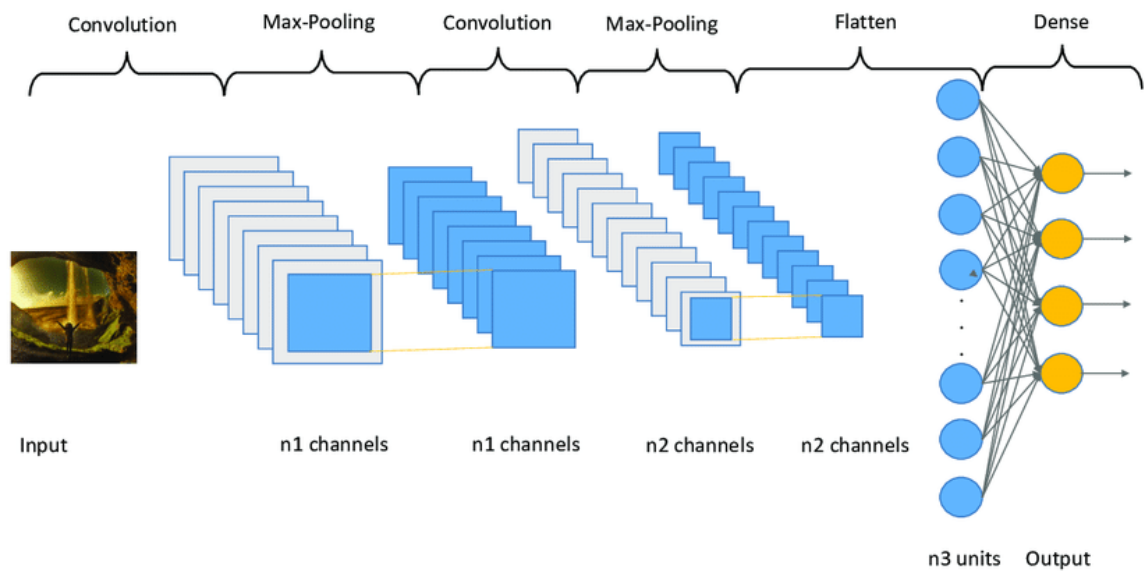 Convolution
Max-Pooling
Convolution
Max-Pooling
Flatten
Dense
Input
n1 channels
n1 channels
n2 channels
n2 channels
n3 units
Output